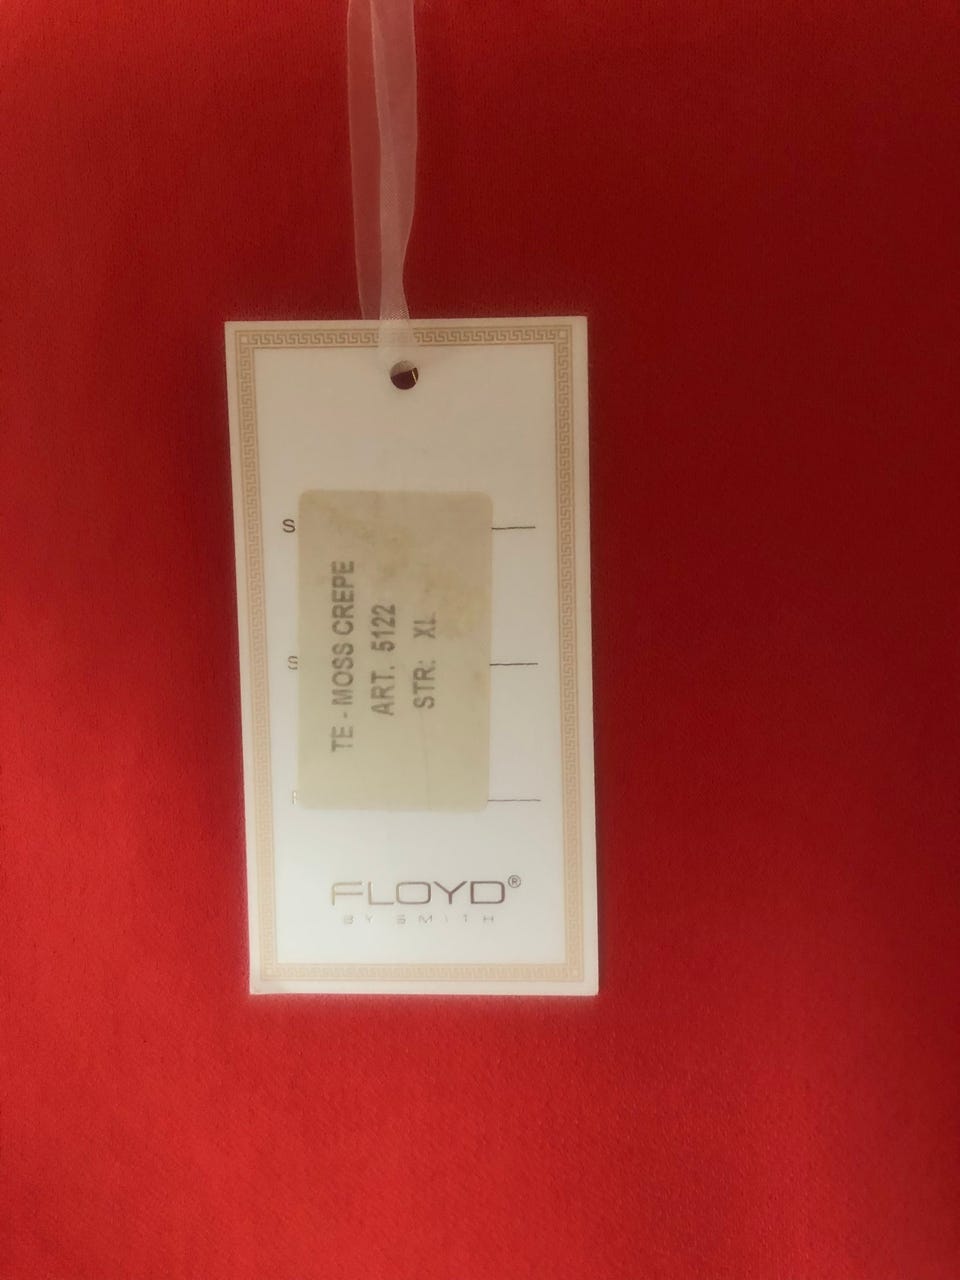 S
S
TE - MOSS CREPE
ART. 5122
STR: XL
FLOYD®
BY SMITH